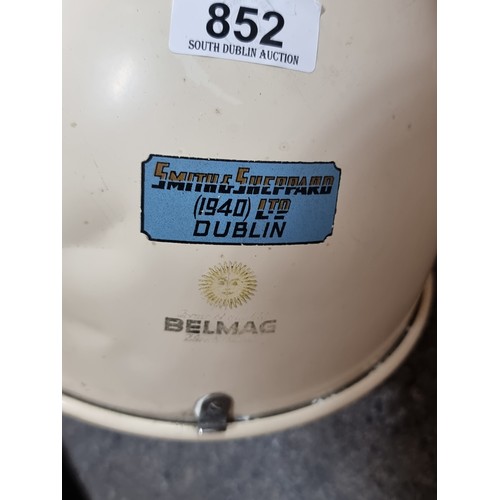 852
SOUTH DUBLIN AUCTION
SMITH & SHEPPARD
(1940) LTD
DUBLIN
BELMAG